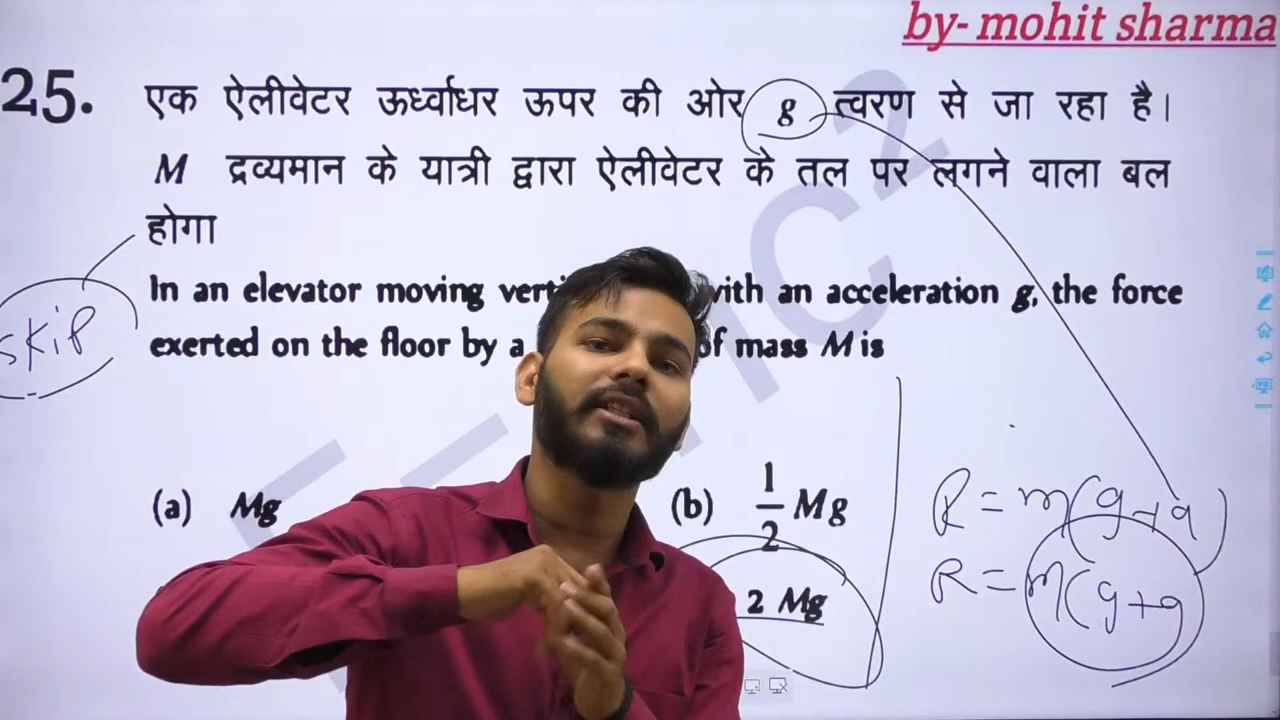 by- mohit sharma
25. एक ऐलीवेटर ऊर्ध्वाधर ऊपर की ओर g त्वरण से जा रहा है।
M द्रव्यमान के यात्री द्वारा ऐलीवेटर के तल पर लगने वाला बल
होगा
In an elevator moving with an acceleration g, the force
exerted on the floor by a of mass M is
skip
(a) Mg (b) 1/2 Mg
2 Mg
R = m(g+a)
R = m(g+g